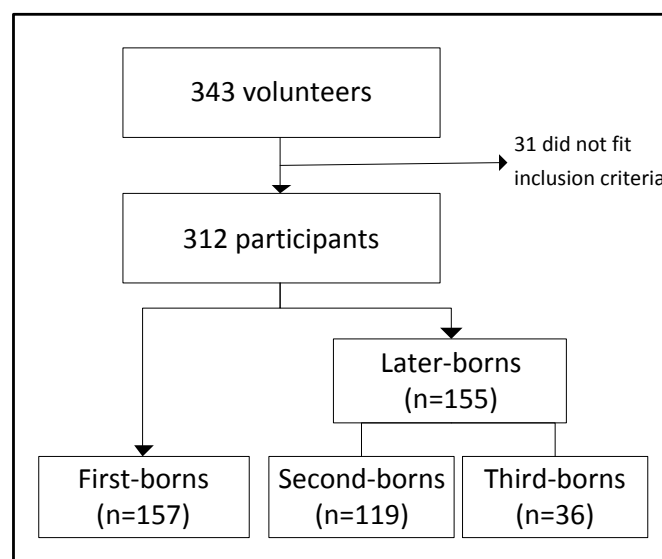 343 volunteers
31 did not fit
inclusion criteria
312 participants
Later-borns
(n=155)
First-borns
(n=157)
Second-borns
(n=119)
Third-borns
(n=36)